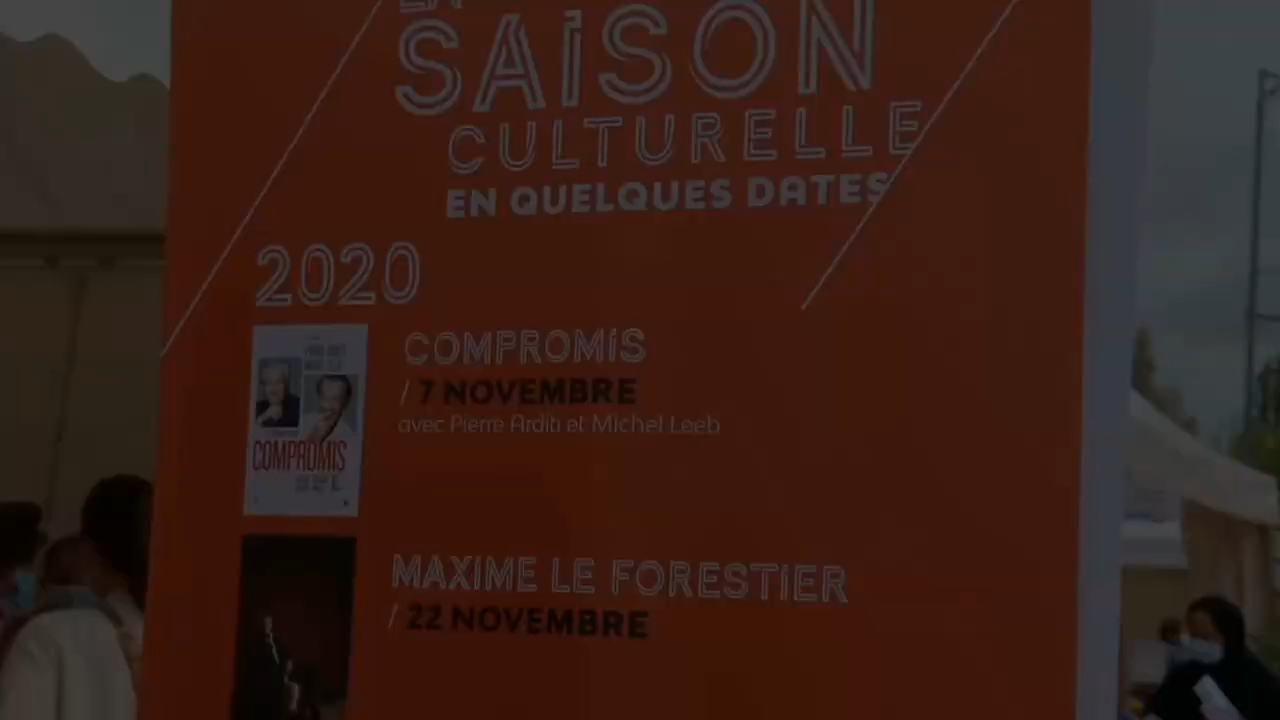 LA
SAISON
CULTURELLE
EN QUELQUES DATES
2020
COMPROMIS
/ 7 NOVEMBRE
avec Pierre Arditi et Michel Leeb
COMPROMIS
MAXIME LE FORESTIER
/ 22 NOVEMBRE